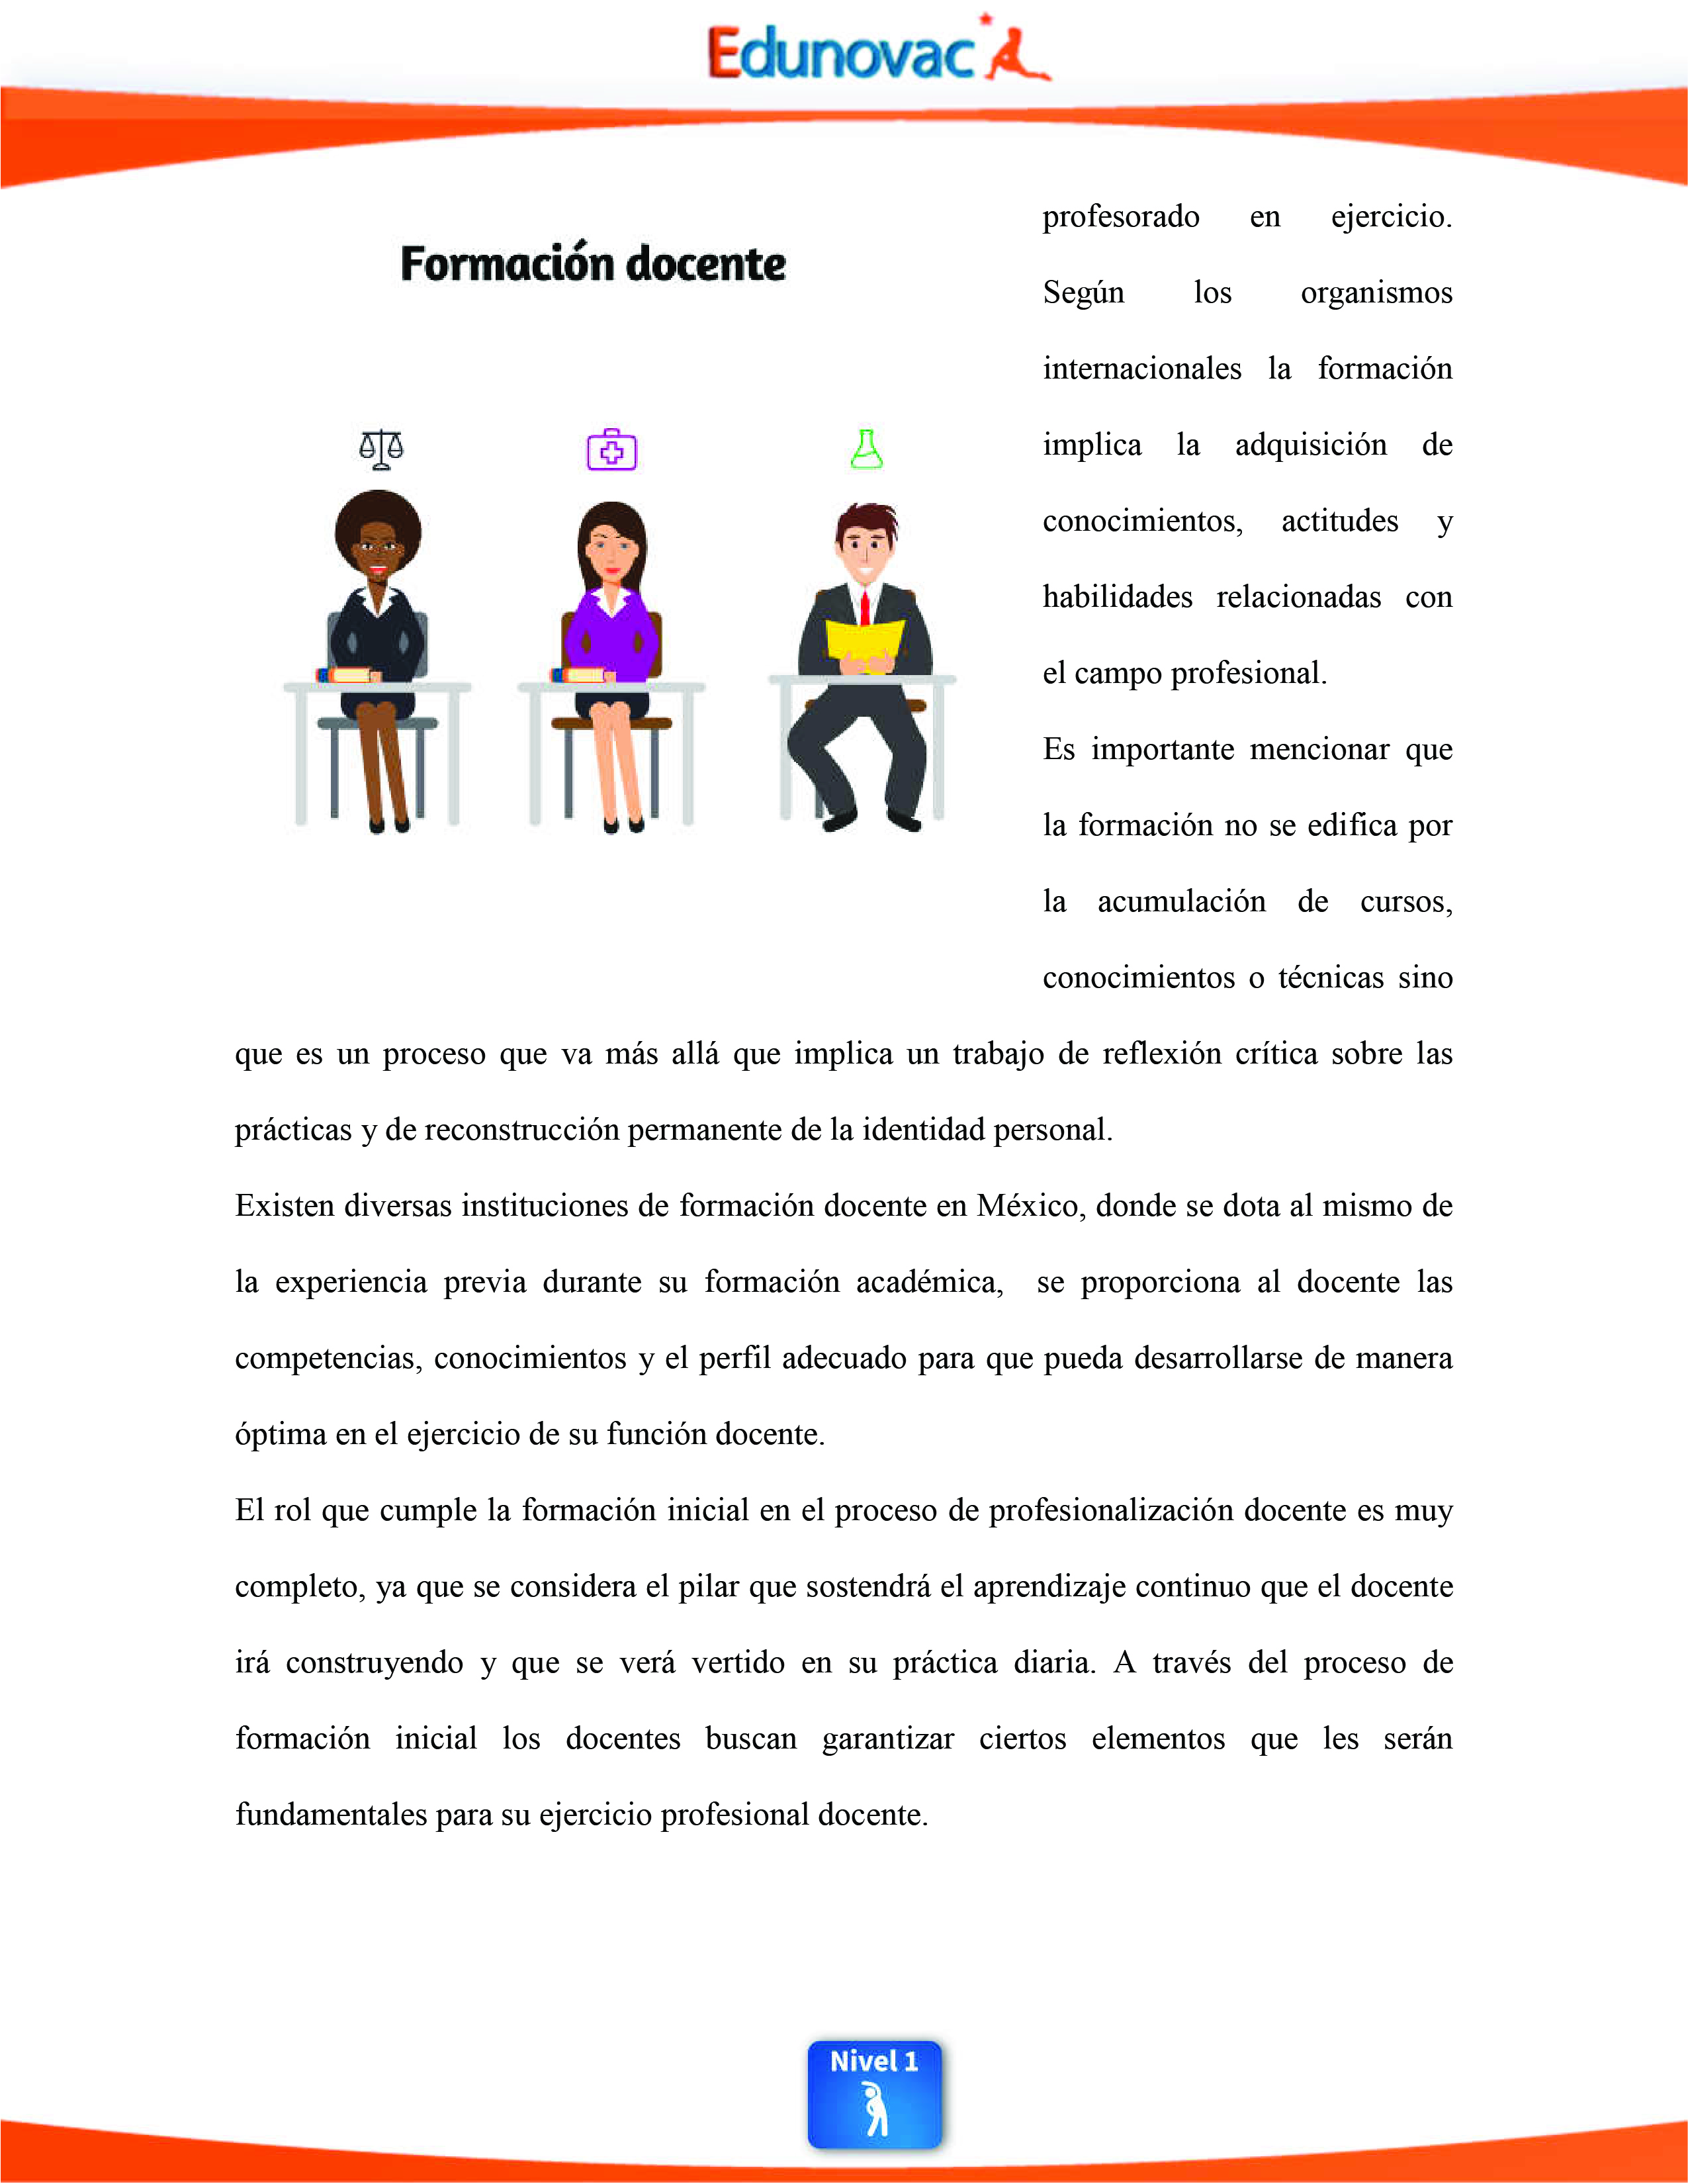 Edunovac
Formación docente
profesorado en ejercicio.
Según los organismos
internacionales la formación
implica la adquisición de
conocimientos, actitudes y
habilidades relacionadas con
el campo profesional.
Es importante mencionar que
la formación no se edifica por
la acumulación de cursos,
conocimientos o técnicas sino
que es un proceso que va más allá que implica un trabajo de reflexión crítica sobre las
prácticas y de reconstrucción permanente de la identidad personal.
Existen diversas instituciones de formación docente en México, donde se dota al mismo de
la experiencia previa durante su formación académica, se proporciona al docente las
competencias, conocimientos y el perfil adecuado para que pueda desarrollarse de manera
óptima en el ejercicio de su función docente.
El rol que cumple la formación inicial en el proceso de profesionalización docente es muy
completo, ya que se considera el pilar que sostendrá el aprendizaje continuo que el docente
irá construyendo y que se verá vertido en su práctica diaria. A través del proceso de
formación inicial los docentes buscan garantizar ciertos elementos que les serán
fundamentales para su ejercicio profesional docente.
Nivel 1